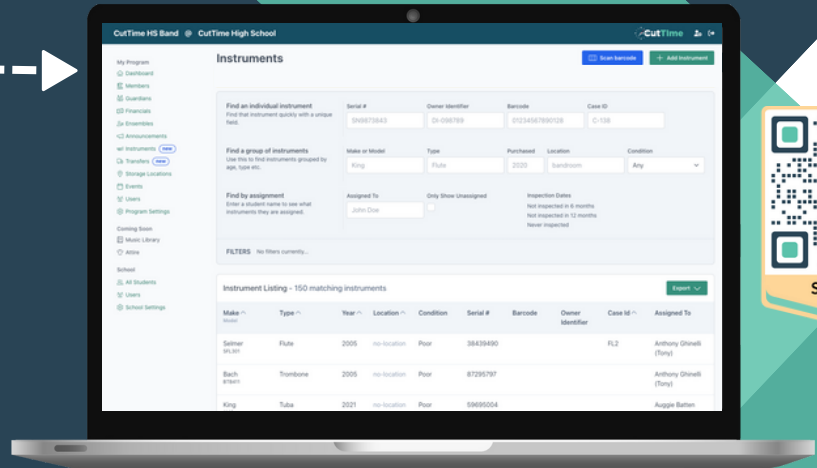 CutTime HS Band @ CutTime High School
CutTime
My Program
Dashboard
Members
Guardians
Financials
Ensembles
Announcements
Instruments new
Transfers new
Storage Locations
Events
Users
Program Settings
Coming Soon
Music Library
Attire
School
All Students
Users
School Settings
Instruments
Scan barcode
+ Add Instrument
Find an individual instrument
Find that instrument quickly with a unique
field.
Serial # Owner Identifier Barcode Case ID
SN9873843 OI-098789 01234567890128 C-138
Find a group of instruments
Use this to find instruments grouped by
age, type etc.
Make or Model Type Purchased Location Condition
King Flute 2020 bandroom Any
Find by assignment
Enter a student name to see what
instruments they are assigned.
Assigned To Only Show Unassigned Inspection Dates
John Doe
Not inspected in 6 months
Not inspected in 12 months
Never inspected
FILTERS No filters currently...
Instrument Listing - 150 matching instruments
Export
Make Type Year Location Condition Serial # Barcode Owner Identifier Case Id Assigned To
Model
Selmer Flute 2005 no-location Poor 38439490 FL2 Anthony Ghinelli
SFL301 (Tony)
Bach Trombone 2005 no-location Poor 87295797 Anthony Ghinelli
(Tony)
King Tuba 2021 no-location Poor 59695004 Auggie Batten
S